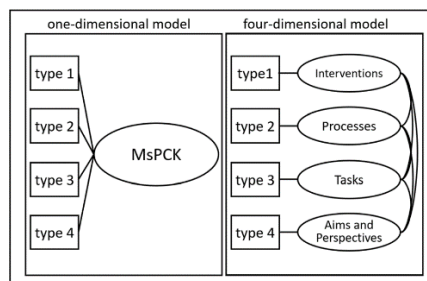 one-dimensional model
type 1
type 2
type 3
type 4
MsPCK
four-dimensional model
type1
Interventions
type 2
Processes
type 3
Tasks
type 4
Aims and
Perspectives